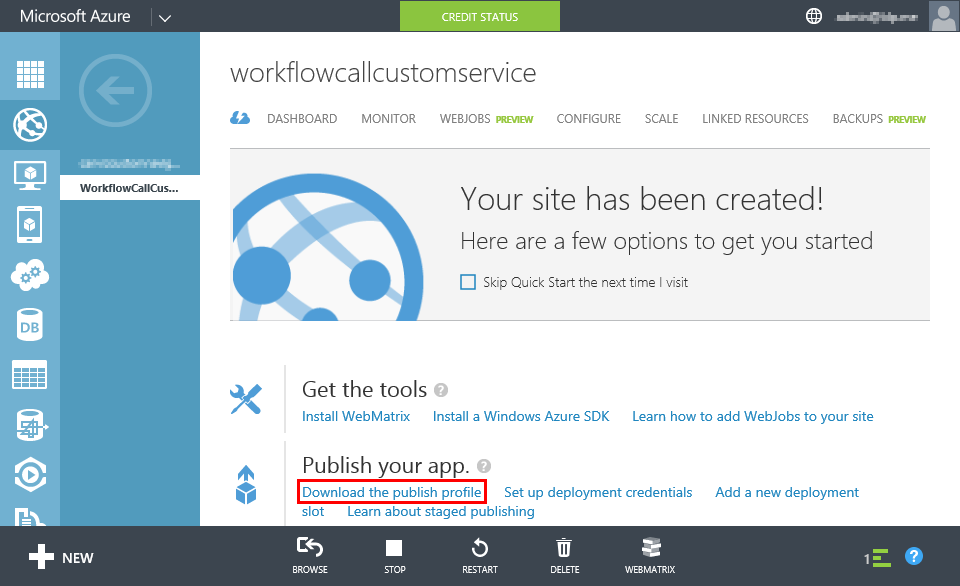 Microsoft Azure CREDIT STATUS
workflowcallcustomservice
DASHBOARD MONITOR WEBJOBS PREVIEW CONFIGURE SCALE LINKED RESOURCES BACKUPS PREVIEW
WorkflowCallCus...
Your site has been created!
Here are a few options to get you started
Skip Quick Start the next time I visit
DB
Get the tools ?
Install WebMatrix Install a Windows Azure SDK Learn how to add WebJobs to your site
Publish your app. ?
Download the publish profile Set up deployment credentials Add a new deployment
slot Learn about staged publishing
NEW BROWSE STOP RESTART DELETE WEBMATRIX 1 ?